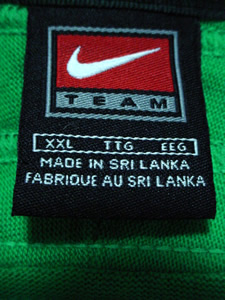 TEAM
XXL TTG EEG
MADE IN SRI LANKA
FABRIQUE AU SRI LANKA